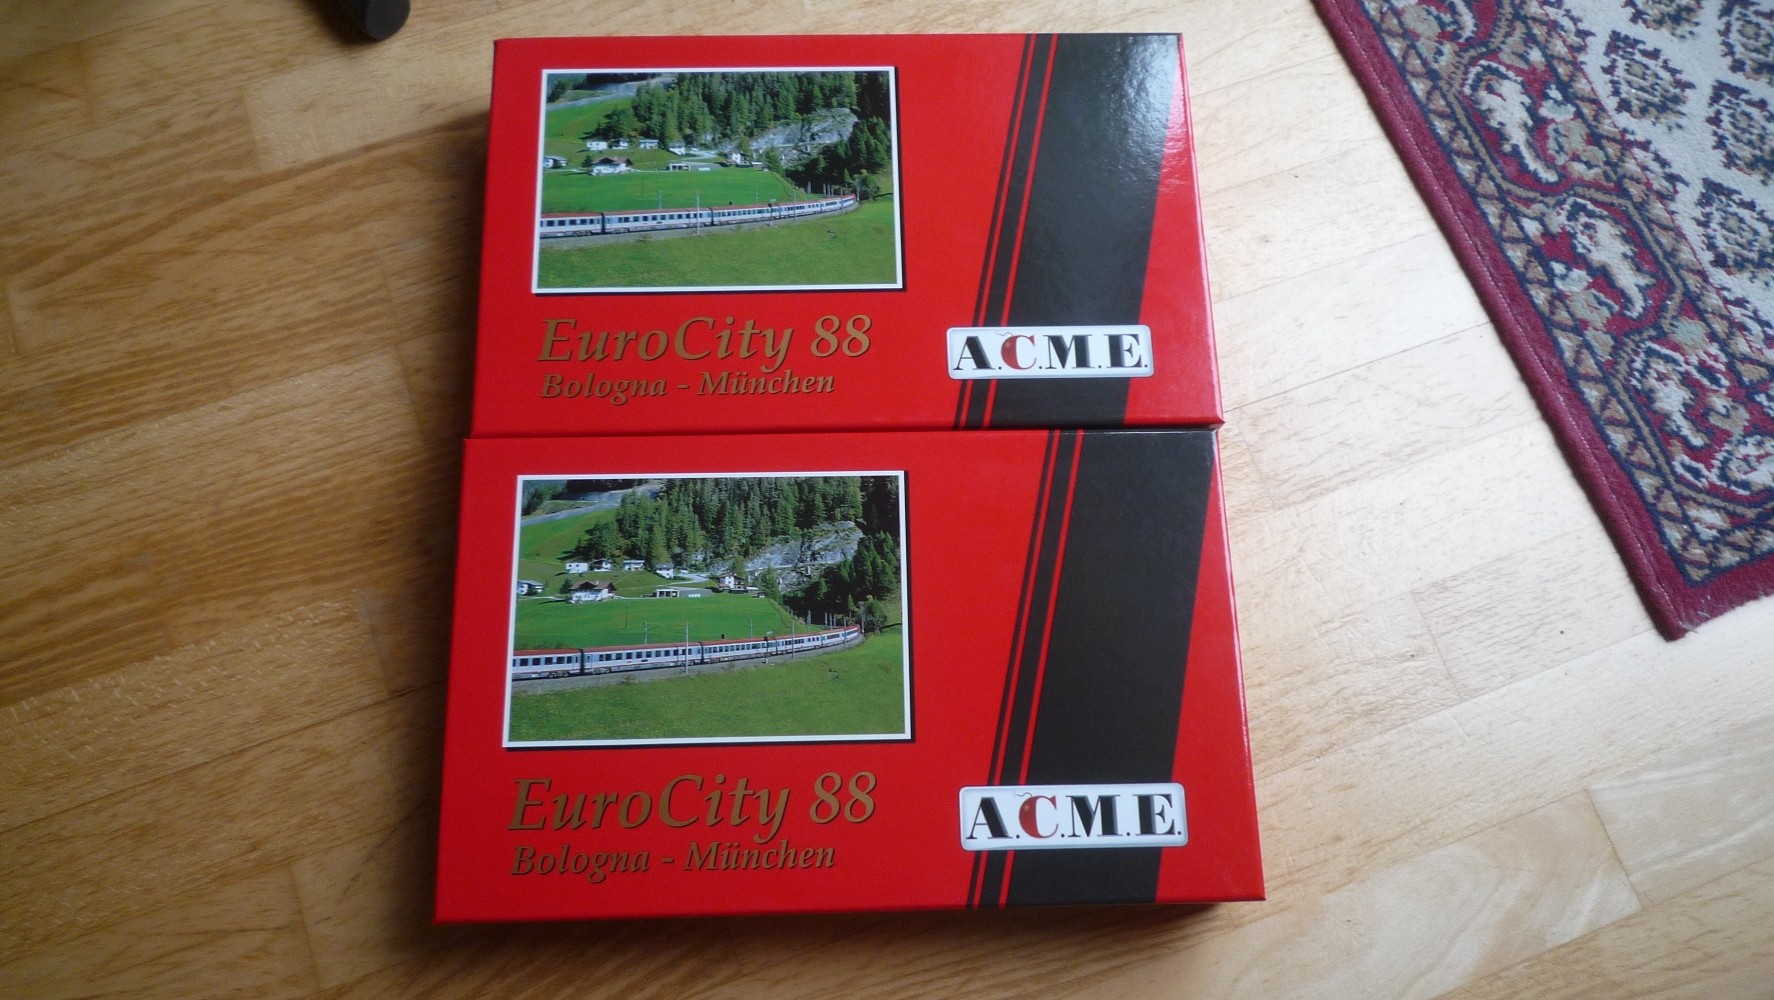 EuroCity 88
Bologna - München
A.C.M.E.
EuroCity 88
Bologna - München
A.C.M.E.